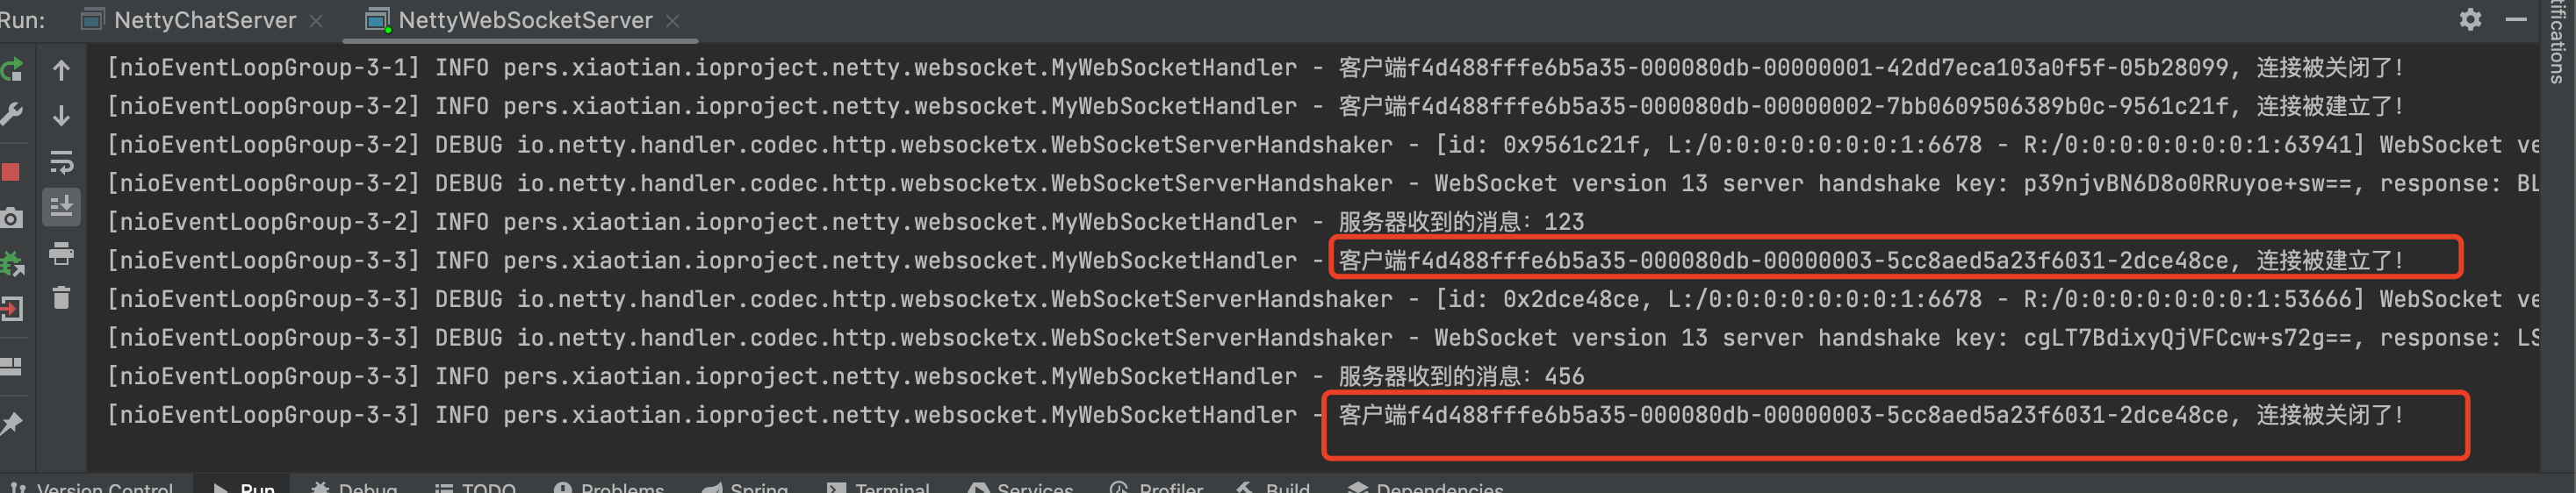 Run:
NettyChatServer
NettyWebSocketServer
[nioEventLoopGroup-3-1] INFO pers.xiaotian.ioproject.netty.websocket.MyWebSocketHandler - 客户端f4d488fffe6b5a35-000080db-00000001-42dd7eca103a0f5f-05b28099, 连接被关闭了!
[nioEventLoopGroup-3-2] INFO pers.xiaotian.ioproject.netty.websocket.MyWebSocketHandler - 客户端f4d488fffe6b5a35-000080db-00000002-7bb0609506389b0c-9561c21f, 连接被建立了!
[nioEventLoopGroup-3-2] DEBUG io.netty.handler.codec.http.websocketx.WebSocketServerHandshaker - [id: 0x9561c21f, L:/0:0:0:0:0:0:0:1:6678 - R:/0:0:0:0:0:0:0:1:63941] WebSocket ve
[nioEventLoopGroup-3-2] DEBUG io.netty.handler.codec.http.websocketx.WebSocketServerHandshaker - WebSocket version 13 server handshake key: p39njvBN6D8o0RRuyoe+sw==, response: BL
[nioEventLoopGroup-3-2] INFO pers.xiaotian.ioproject.netty.websocket.MyWebSocketHandler - 服务器收到的消息：123
[nioEventLoopGroup-3-3] INFO pers.xiaotian.ioproject.netty.websocket.MyWebSocketHandler - 客户端f4d488fffe6b5a35-000080db-00000003-5cc8aed5a23f6031-2dce48ce, 连接被建立了!
[nioEventLoopGroup-3-3] DEBUG io.netty.handler.codec.http.websocketx.WebSocketServerHandshaker - [id: 0x2dce48ce, L:/0:0:0:0:0:0:0:1:6678 - R:/0:0:0:0:0:0:0:1:53666] WebSocket ve
[nioEventLoopGroup-3-3] DEBUG io.netty.handler.codec.http.websocketx.WebSocketServerHandshaker - WebSocket version 13 server handshake key: cgLT7BdixyQjVFCcw+s72g==, response: LS
[nioEventLoopGroup-3-3] INFO pers.xiaotian.ioproject.netty.websocket.MyWebSocketHandler - 服务器收到的消息：456
[nioEventLoopGroup-3-3] INFO pers.xiaotian.ioproject.netty.websocket.MyWebSocketHandler - 客户端f4d488fffe6b5a35-000080db-00000003-5cc8aed5a23f6031-2dce48ce, 连接被关闭了!
tifications
Version Control Run Debug TODO Problems Spring Terminal Services Profiler Build Dependencies